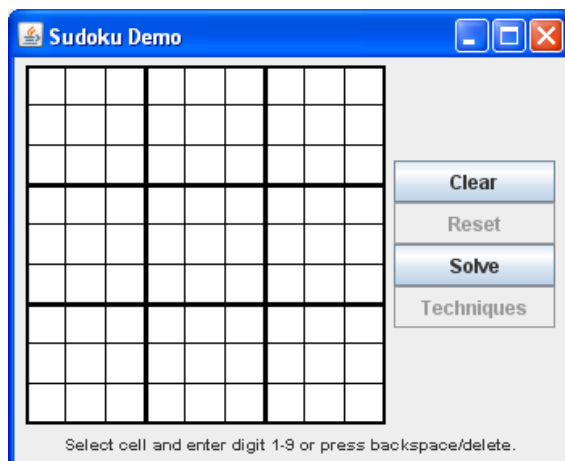 Sudoku Demo
Clear
Reset
Solve
Techniques
Select cell and enter digit 1-9 or press backspace/delete.